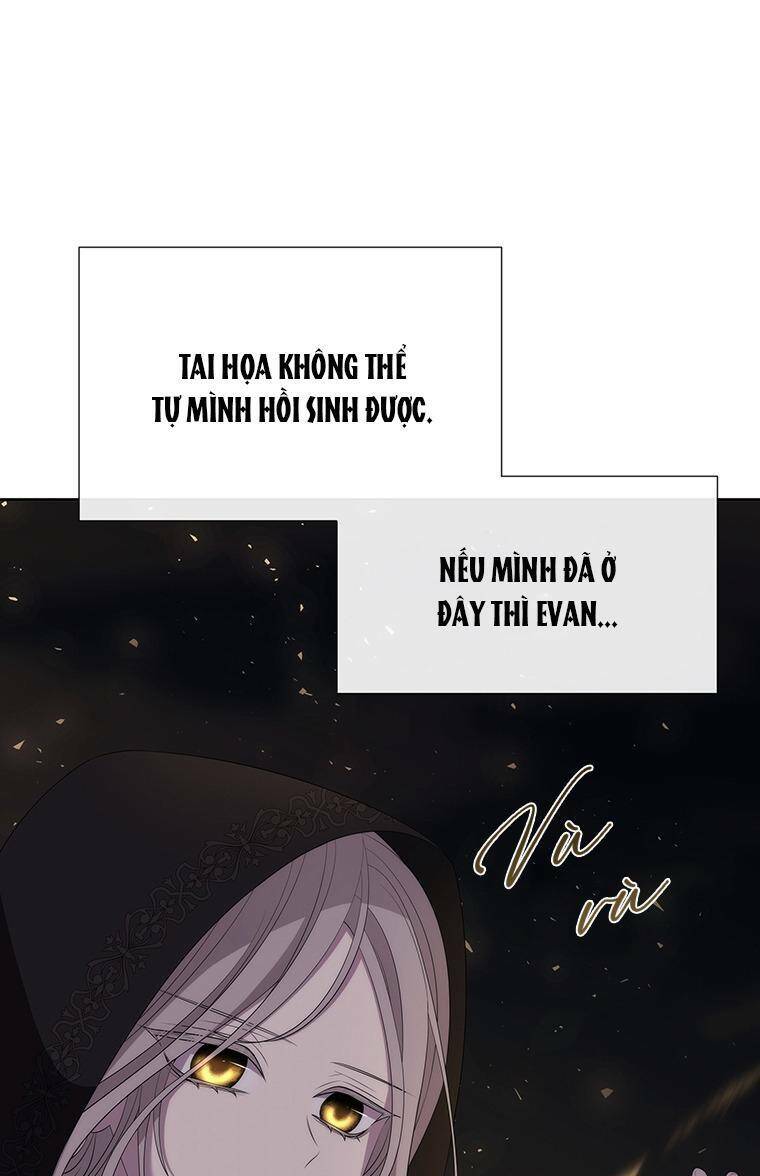 TAI HỌA KHÔNG THỂ
TỰ MÌNH HỒI SINH ĐƯỢC.
NẾU MÌNH ĐÃ Ở
ĐÂY THÌ EVAN...
Vù
vù